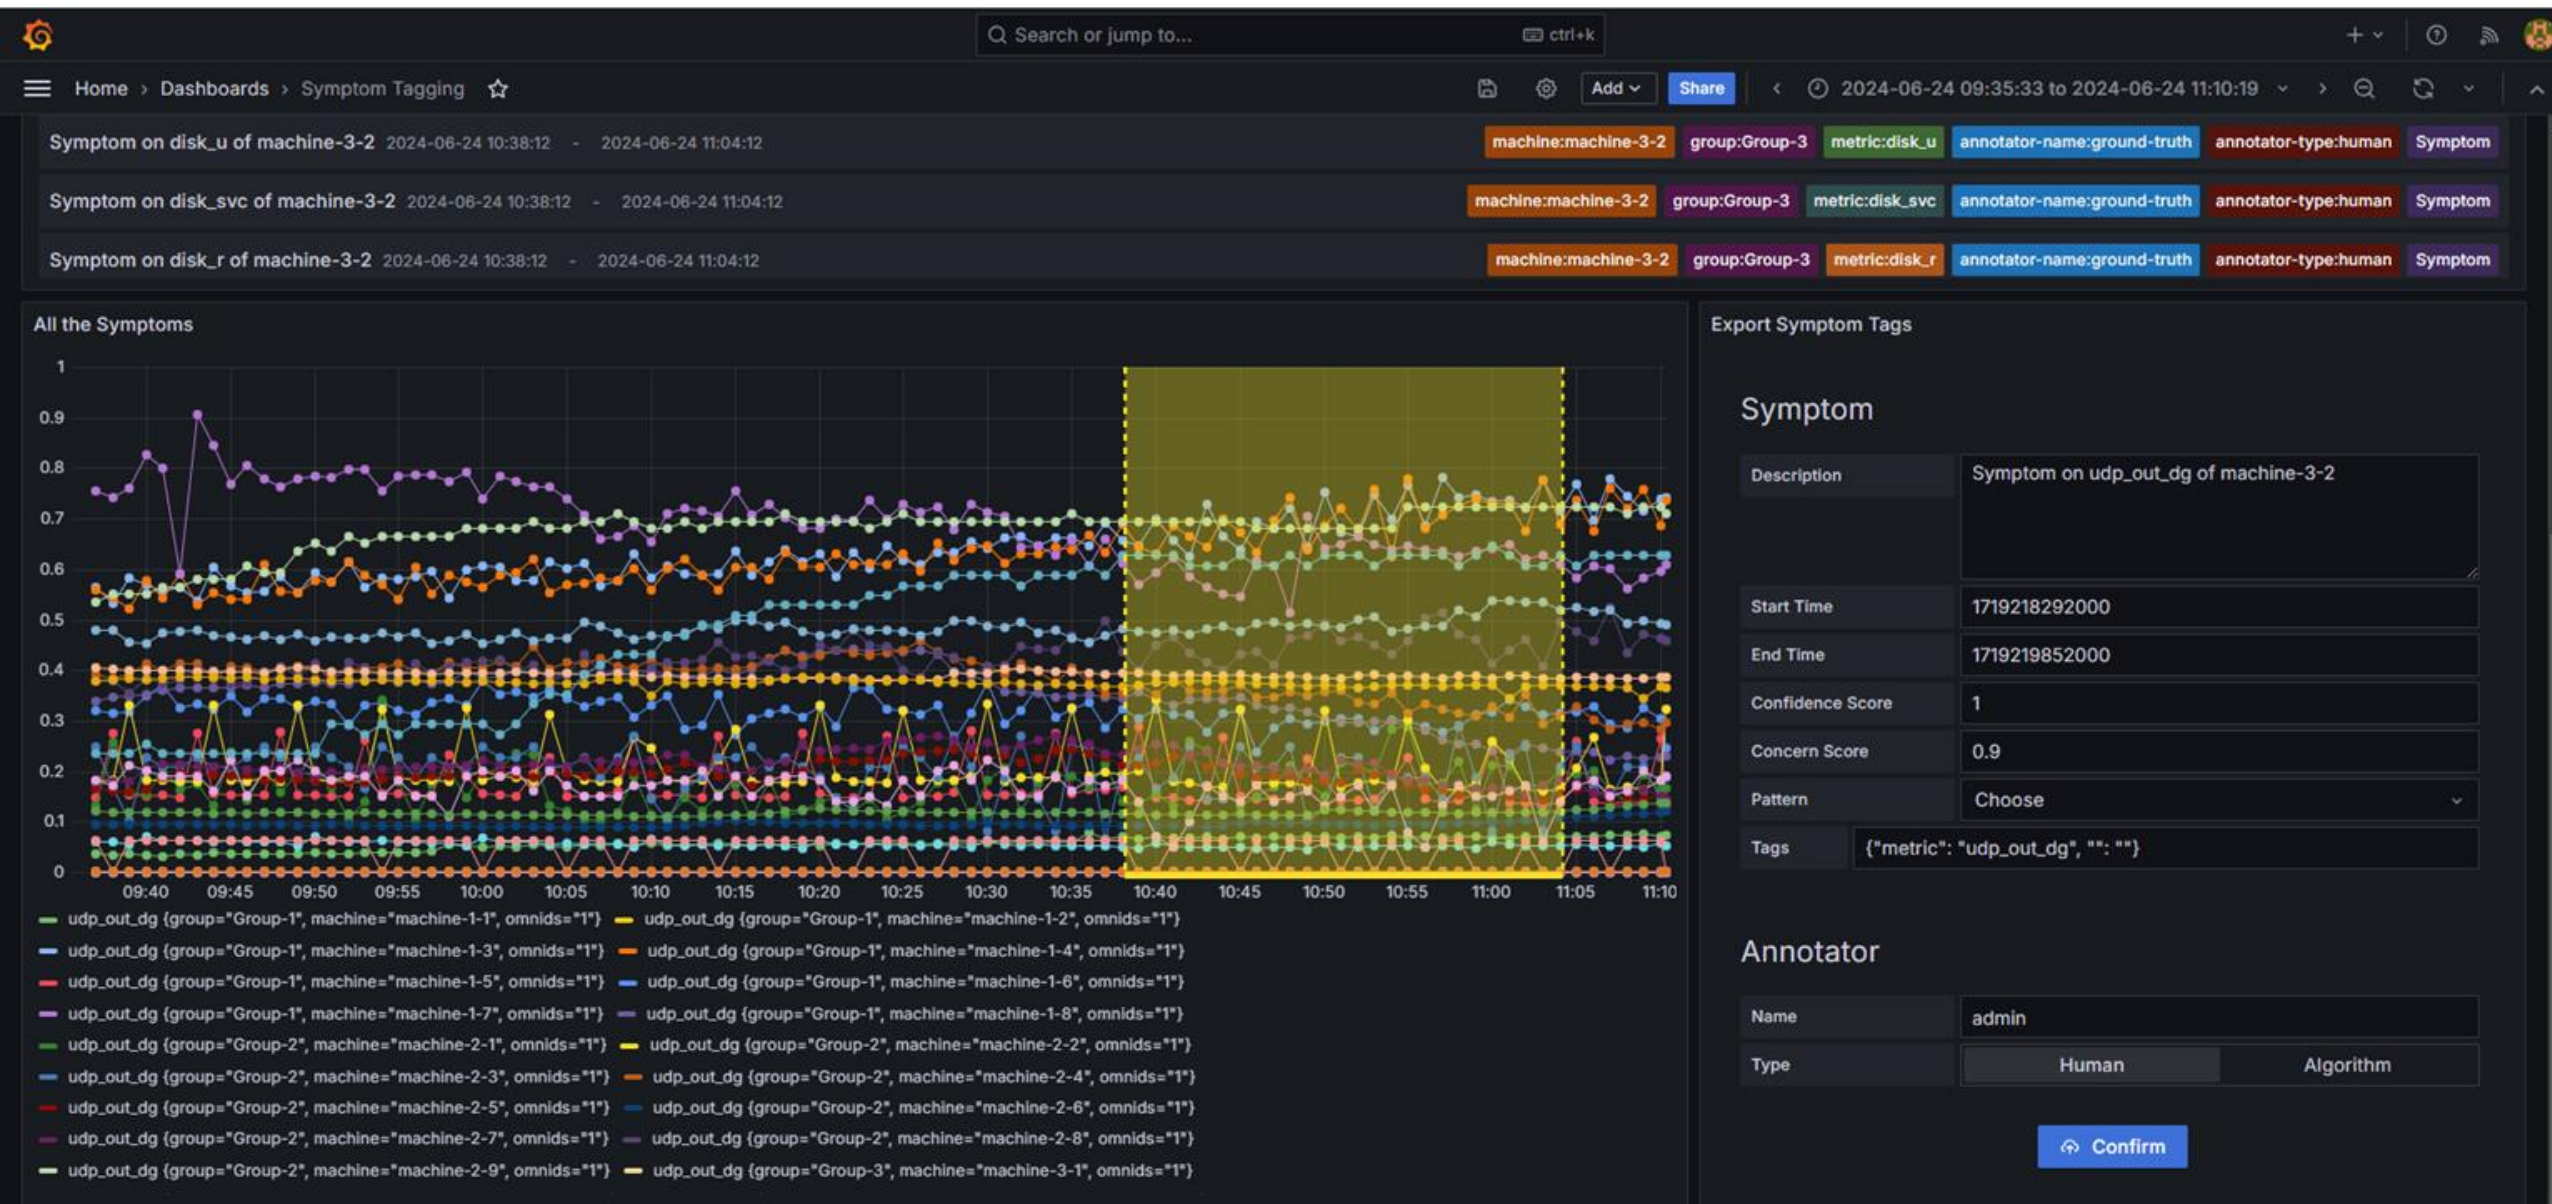 Search or jump to... ctrl+k
Home › Dashboards › Symptom Tagging
Add Share 2024-06-24 09:35:33 to 2024-06-24 11:10:19
Symptom on disk_u of machine-3-2 2024-06-24 10:38:12 - 2024-06-24 11:04:12 machine:machine-3-2 group:Group-3 metric:disk_u annotator-name:ground-truth annotator-type:human Symptom
Symptom on disk_svc of machine-3-2 2024-06-24 10:38:12 - 2024-06-24 11:04:12 machine:machine-3-2 group:Group-3 metric:disk_svc annotator-name:ground-truth annotator-type:human Symptom
Symptom on disk_r of machine-3-2 2024-06-24 10:38:12 - 2024-06-24 11:04:12 machine:machine-3-2 group:Group-3 metric:disk_r annotator-name:ground-truth annotator-type:human Symptom
All the Symptoms
1
0.9
0.8
0.7
0.6
0.5
0.4
0.3
0.2
0.1
0
09:40 09:45 09:50 09:55 10:00 10:05 10:10 10:15 10:20 10:25 10:30 10:35 10:40 10:45 10:50 10:55 11:00 11:05 11:10
udp_out_dg {group="Group-1", machine="machine-1-1", omnids="1"} udp_out_dg {group="Group-1", machine="machine-1-2", omnids="1"}
udp_out_dg {group="Group-1", machine="machine-1-3", omnids="1"} udp_out_dg {group="Group-1", machine="machine-1-4", omnids="1"}
udp_out_dg {group="Group-1", machine="machine-1-5", omnids="1"} udp_out_dg {group="Group-1", machine="machine-1-6", omnids="1"}
udp_out_dg {group="Group-1", machine="machine-1-7", omnids="1"} udp_out_dg {group="Group-1", machine="machine-1-8", omnids="1"}
udp_out_dg {group="Group-2", machine="machine-2-1", omnids="1"} udp_out_dg {group="Group-2", machine="machine-2-2", omnids="1"}
udp_out_dg {group="Group-2", machine="machine-2-3", omnids="1"} udp_out_dg {group="Group-2", machine="machine-2-4", omnids="1"}
udp_out_dg {group="Group-2", machine="machine-2-5", omnids="1"} udp_out_dg {group="Group-2", machine="machine-2-6", omnids="1"}
udp_out_dg {group="Group-2", machine="machine-2-7", omnids="1"} udp_out_dg {group="Group-2", machine="machine-2-8", omnids="1"}
udp_out_dg {group="Group-2", machine="machine-2-9", omnids="1"} udp_out_dg {group="Group-3", machine="machine-3-1", omnids="1"}
Export Symptom Tags
Symptom
Description Symptom on udp_out_dg of machine-3-2
Start Time 1719218292000
End Time 1719219852000
Confidence Score 1
Concern Score 0.9
Pattern Choose
Tags {"metric": "udp_out_dg", "": ""}
Annotator
Name admin
Type Human Algorithm
Confirm